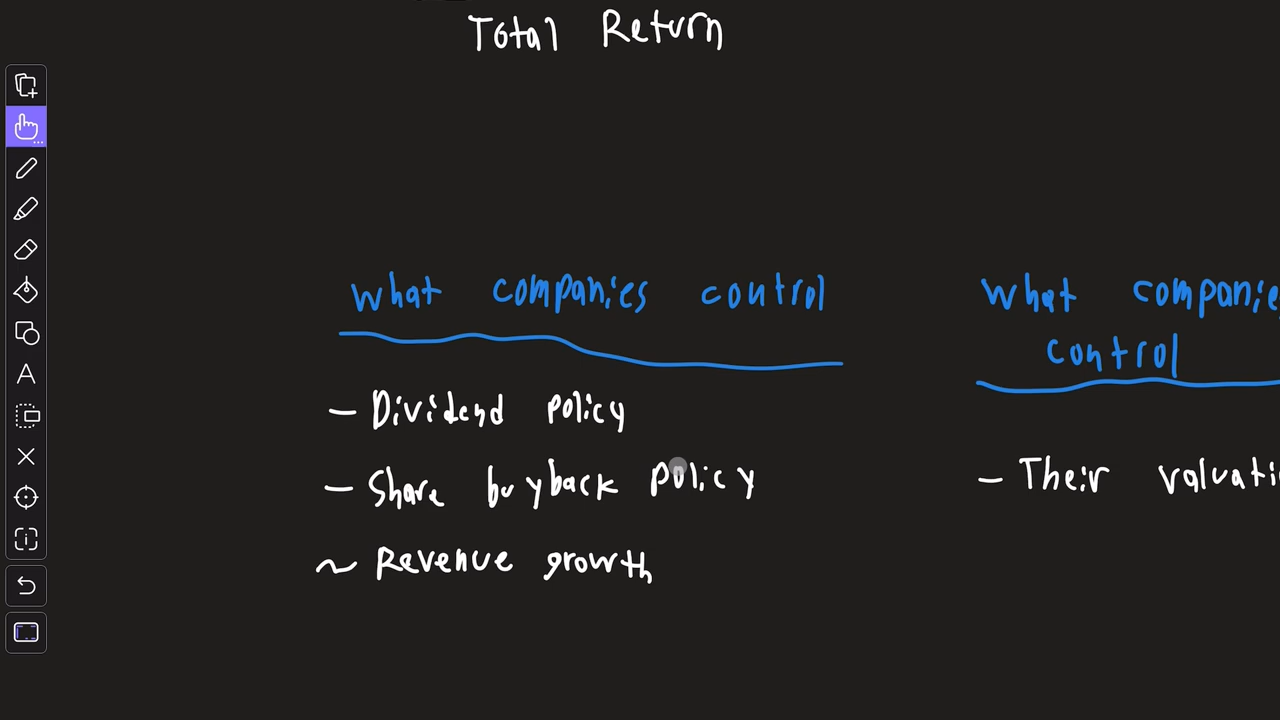 Total Return
What companies control
- Dividend policy
- Share buyback policy
~ Revenue growth
What companie
control
- Their valuati